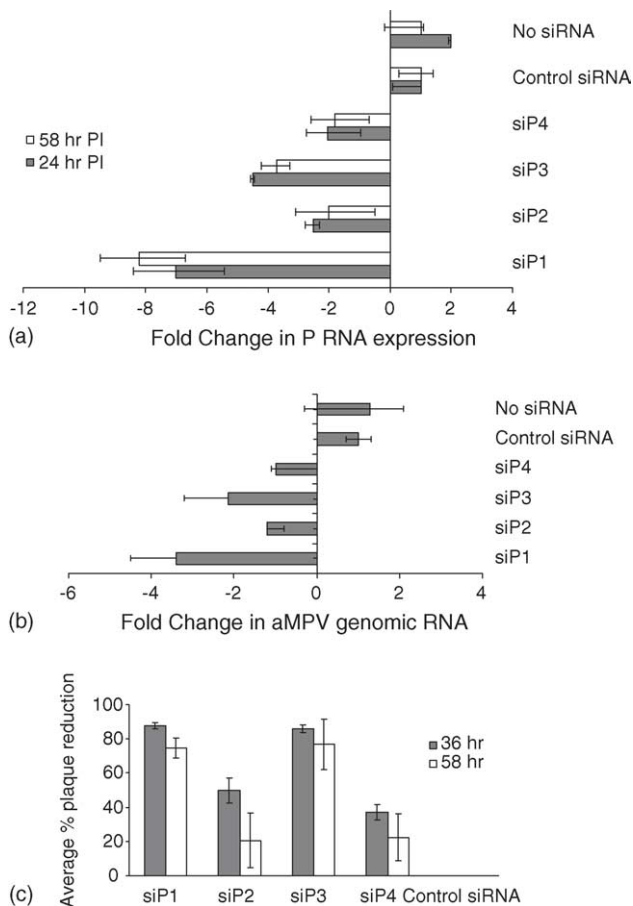 No siRNA
Control siRNA
siP4
58 hr PI
24 hr PI
siP3
siP2
siP1
-12 -10 -8 -6 -4 -2 0 2 4
(a) Fold Change in P RNA expression
No siRNA
Control siRNA
siP4
siP3
siP2
siP1
-6 -4 -2 0 2 4
(b) Fold Change in aMPV genomic RNA
Average % plaque reduction
100
80
60
40
20
0
36 hr
58 hr
siP1 siP2 siP3 siP4 Control siRNA
(c)